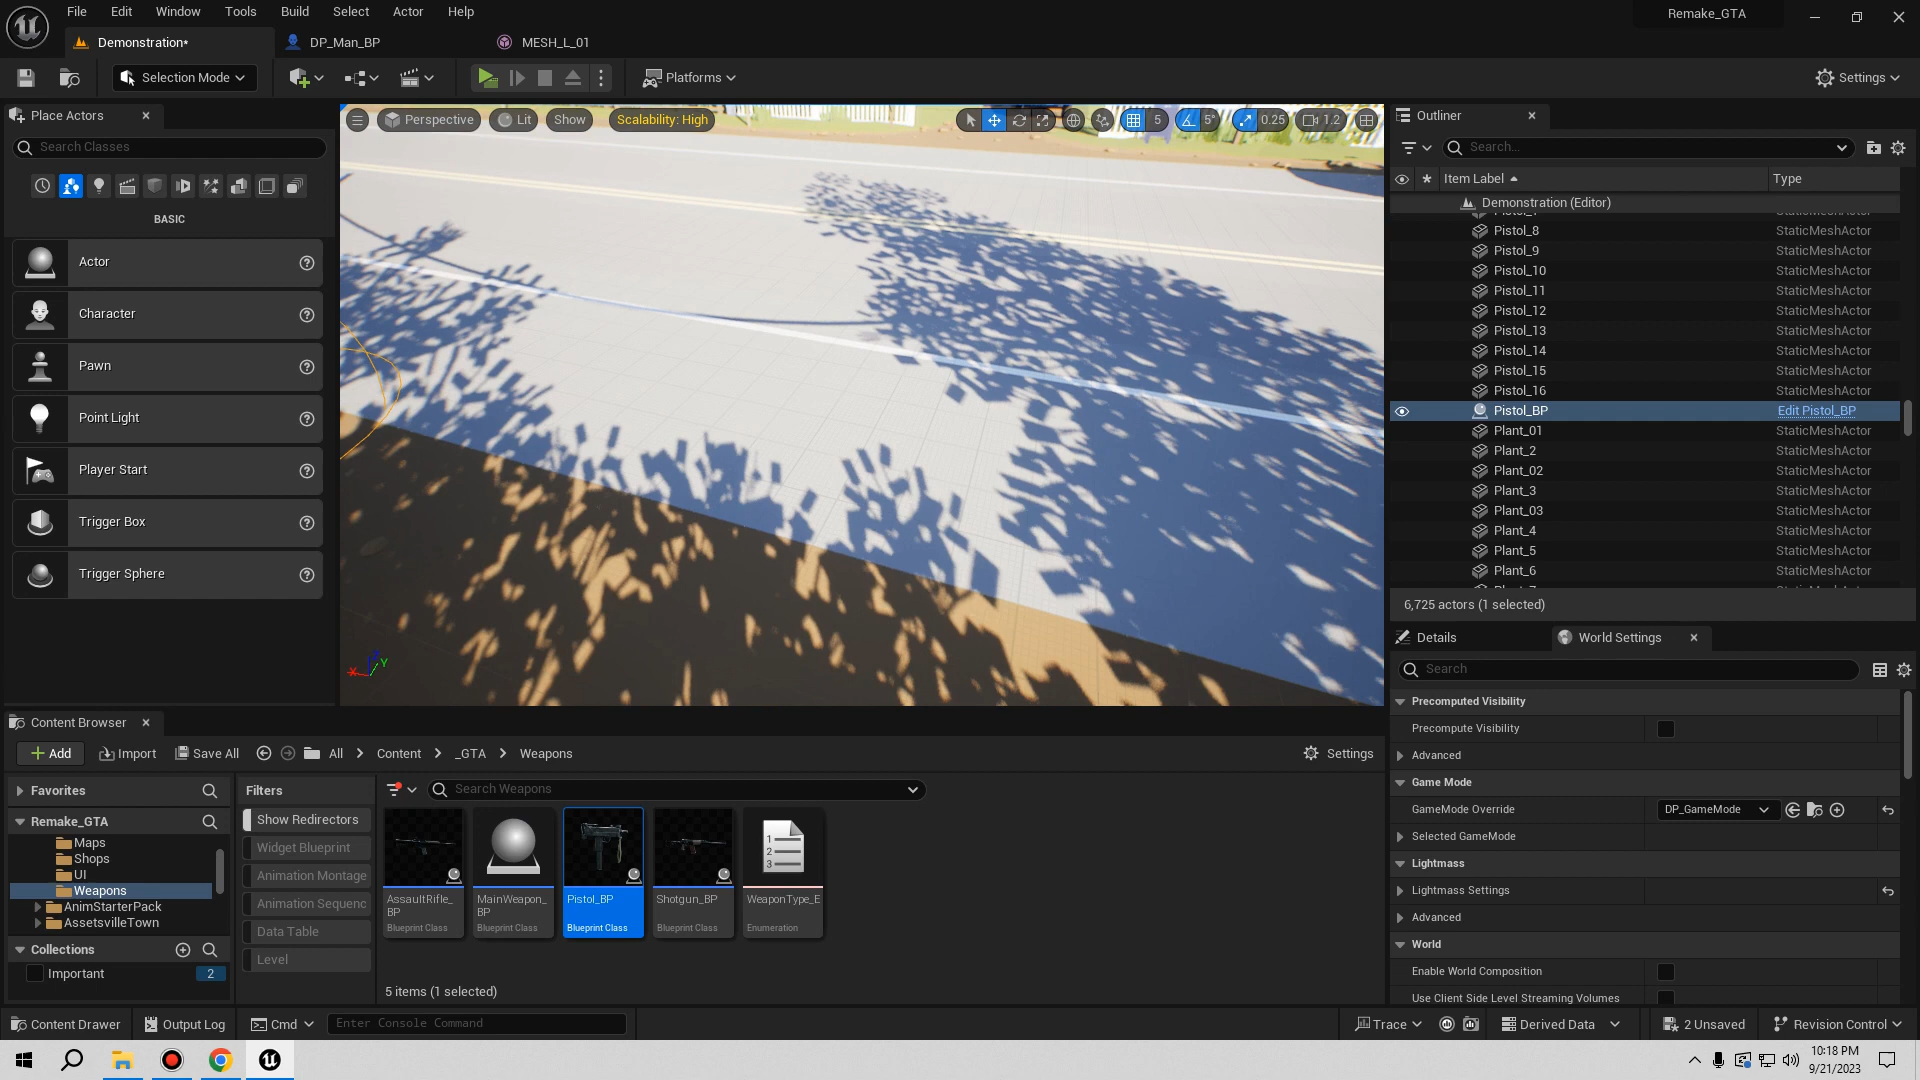 File Edit Window Tools Build Select Actor Help
Remake_GTA
Demonstration*
DP_Man_BP
MESH_L_01
Selection Mode
Platforms
Settings
Place Actors
Search Classes
BASIC
Actor
Character
Pawn
Point Light
Player Start
Trigger Box
Trigger Sphere
Perspective
Lit
Show
Scalability: High
5
5°
0.25
1.2
X
Y
Outliner
Search...
Item Label
Type
Demonstration (Editor)
Pistol_8 StaticMeshActor
Pistol_9 StaticMeshActor
Pistol_10 StaticMeshActor
Pistol_11 StaticMeshActor
Pistol_12 StaticMeshActor
Pistol_13 StaticMeshActor
Pistol_14 StaticMeshActor
Pistol_15 StaticMeshActor
Pistol_16 StaticMeshActor
Pistol_BP Edit Pistol_BP
Plant_01 StaticMeshActor
Plant_2 StaticMeshActor
Plant_02 StaticMeshActor
Plant_3 StaticMeshActor
Plant_03 StaticMeshActor
Plant_4 StaticMeshActor
Plant_5 StaticMeshActor
Plant_6 StaticMeshActor
6,725 actors (1 selected)
Details
World Settings
Search
Precomputed Visibility
Precompute Visibility
Advanced
Game Mode
GameMode Override DP_GameMode
Selected GameMode
Lightmass
Lightmass Settings
Advanced
World
Enable World Composition
Use Client Side Level Streaming Volumes
Content Browser
Add
Import
Save All
All
Content
_GTA
Weapons
Settings
Favorites
Remake_GTA
Maps
Shops
UI
Weapons
AnimStarterPack
AssetsvilleTown
Collections
Important 2
Filters
Show Redirectors
Widget Blueprint
Animation Montage
Animation Sequenc
Data Table
Level
Search Weapons
AssaultRifle_
BP
Blueprint Class
MainWeapon_
BP
Blueprint Class
Pistol_BP
Blueprint Class
Shotgun_BP
Blueprint Class
1
2
3
WeaponType_E
Enumeration
5 items (1 selected)
Content Drawer
Output Log
Cmd
Enter Console Command
Trace
Derived Data
2 Unsaved
Revision Control
10:18 PM
9/21/2023